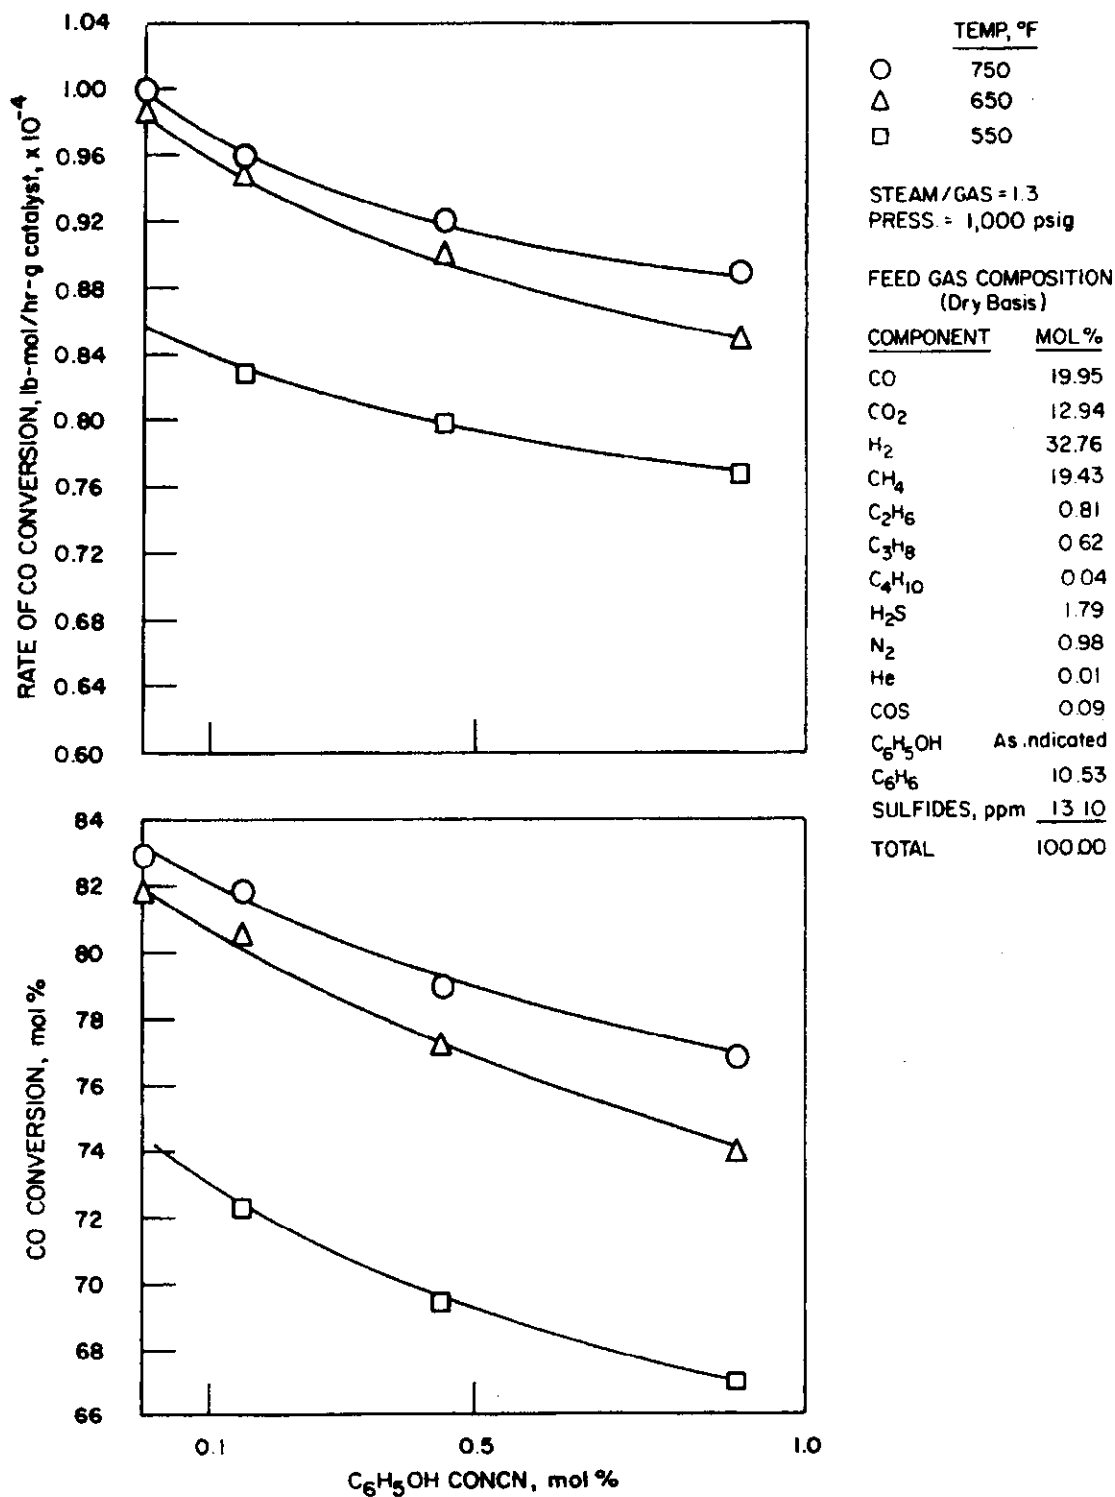 RATE OF CO CONVERSION, lb-mol/hr-g catalyst, x 10-4
1.04
1.00
0.96
0.92
0.88
0.84
0.80
0.76
0.72
0.68
0.64
0.60
TEMP, °F
750
650
550
STEAM/GAS = 1.3
PRESS. = 1,000 psig
FEED GAS COMPOSITION
(Dry Basis)
COMPONENT MOL %
CO 19.95
CO2 12.94
H2 32.76
CH4 19.43
C2H6 0.81
C3H8 0 62
C4H10 0 04
H2S 1.79
N2 0.98
He 0.01
COS 0.09
C6H5OH As .ndicated
C6H6 10.53
SULFIDES, ppm 13 10
TOTAL 100.00
CO CONVERSION, mol %
84
82
80
78
76
74
72
70
68
66
0.1 0.5 1.0
C6H5OH CONCN, mol %